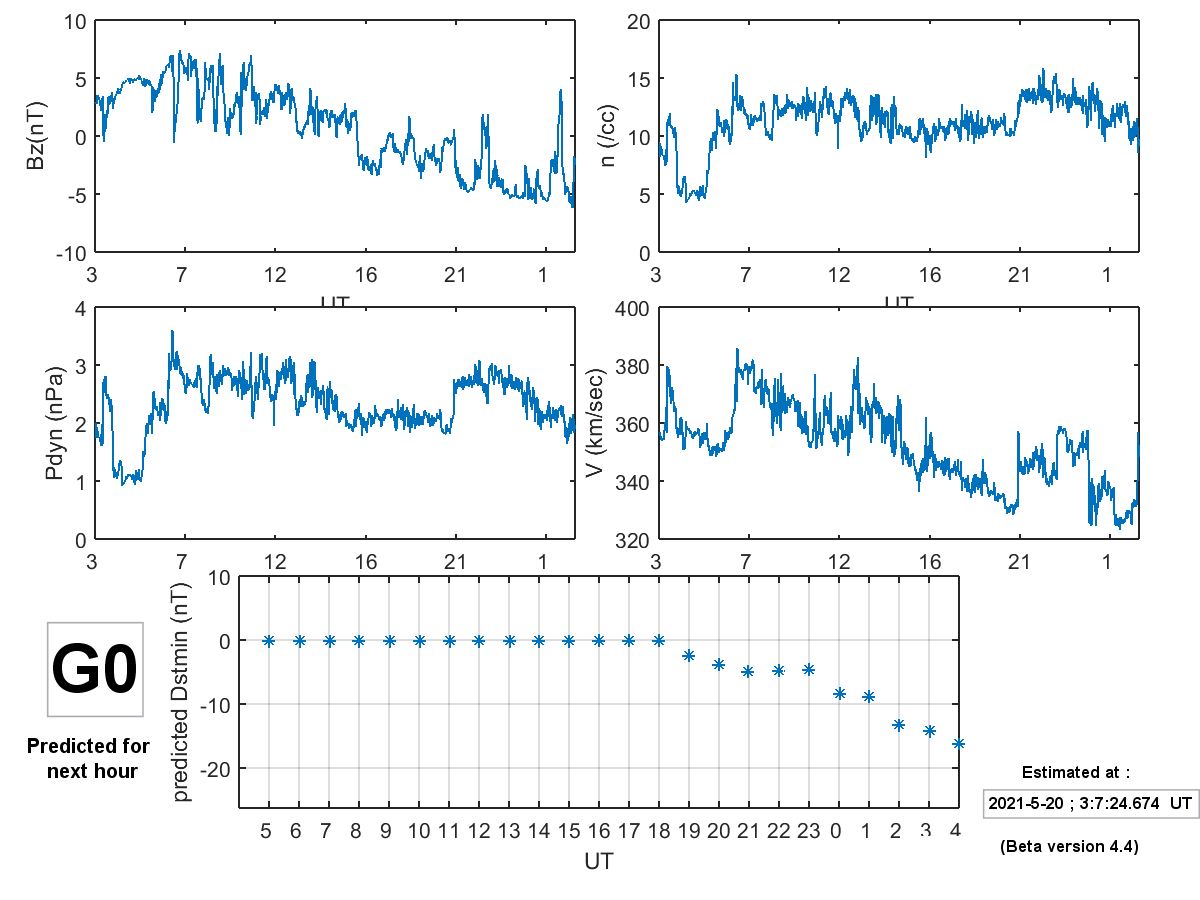 10
5
0
-5
-10
Bz(nT)
3 7 12 16 21 1
UT
20
15
10
5
0
n (/cc)
3 7 12 16 21 1
UT
4
3
2
1
0
Pdyn (nPa)
3 7 12 16 21 1
400
380
360
340
320
V (km/sec)
3 7 12 16 21 1
G0
Predicted for
next hour
10
0
-10
-20
predicted Dstmin (nT)
5 6 7 8 9 10 11 12 13 14 15 16 17 18 19 20 21 22 23 0 1 2 3 4
UT
Estimated at :
2021-5-20 ; 3:7:24.674 UT
(Beta version 4.4)